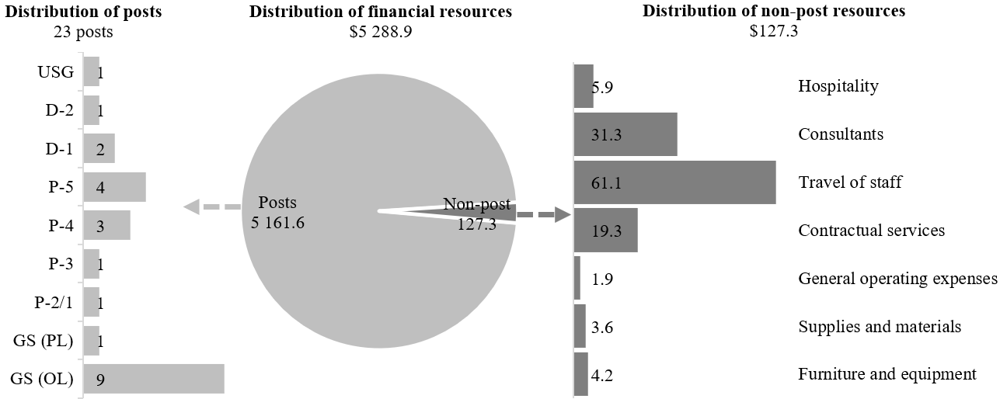 Distribution of posts
23 posts
USG 1
D-2 1
D-1 2
P-5 4
P-4 3
P-3 1
P-2/1 1
GS (PL) 1
GS (OL) 9
Distribution of financial resources
$5 288.9
Posts
5 161.6
Non-post
127.3
Distribution of non-post resources
$127.3
5.9 Hospitality
31.3 Consultants
61.1 Travel of staff
19.3 Contractual services
1.9 General operating expenses
3.6 Supplies and materials
4.2 Furniture and equipment